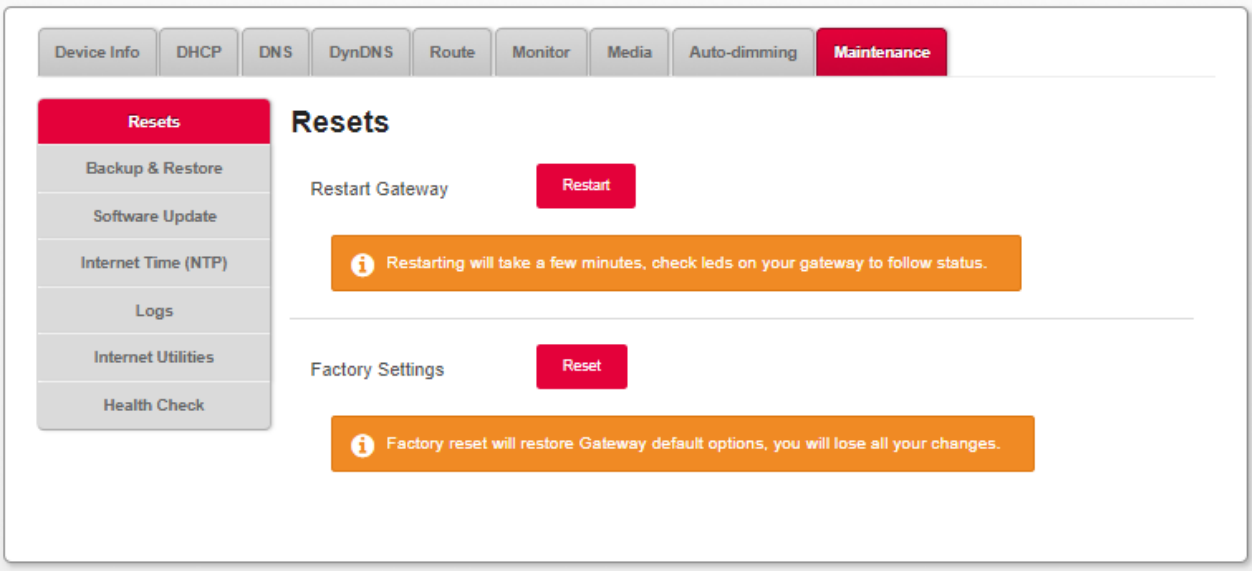 Device Info DHCP DNS DynDNS Route Monitor Media Auto-dimming Maintenance
Resets
Backup & Restore
Software Update
Internet Time (NTP)
Logs
Internet Utilities
Health Check
Resets
Restart Gateway Restart
Restarting will take a few minutes, check leds on your gateway to follow status.
Factory Settings Reset
Factory reset will restore Gateway default options, you will lose all your changes.